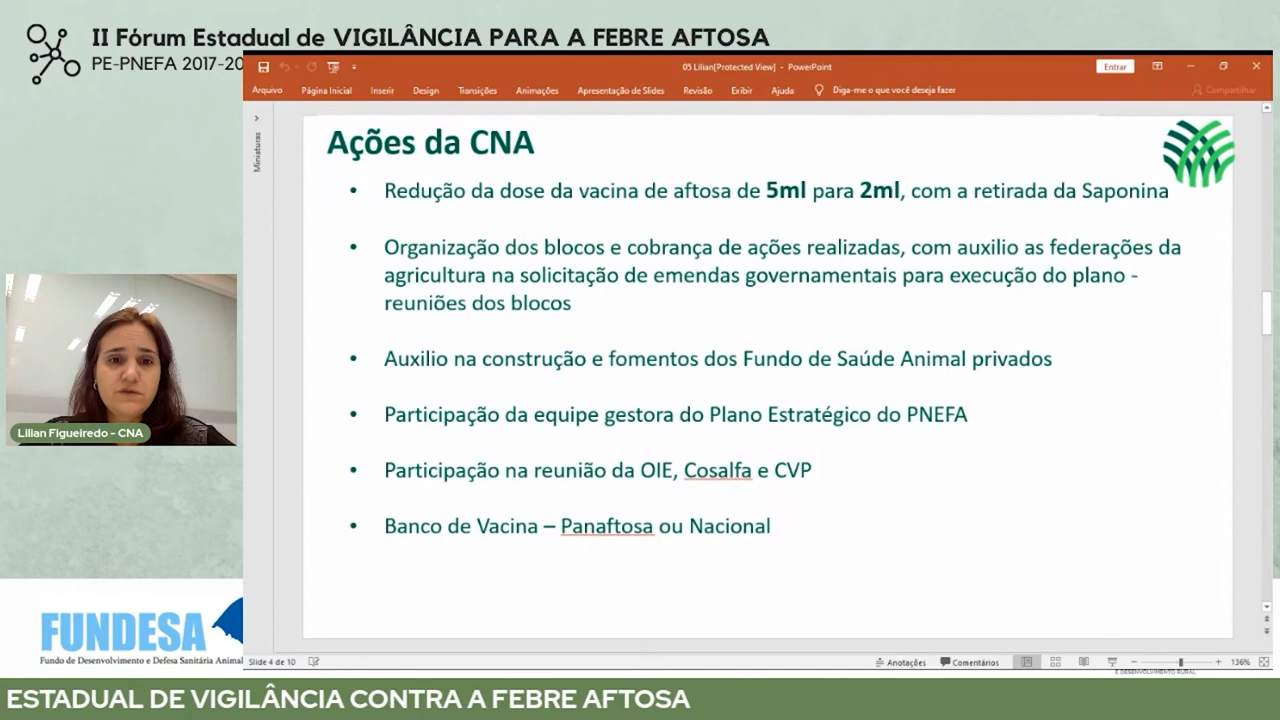 II Fórum Estadual de VIGILÂNCIA PARA A FEBRE AFTOSA
PE-PNEFA 2017-20
05 Lilian[Protected View] - PowerPoint
Entrar
Arquivo Página Inicial Inserir Design Transições Animações Apresentação de Slides Revisão Exibir Ajuda Diga-me o que você deseja fazer Compartilhar
Miniaturas
Ações da CNA
• Redução da dose da vacina de aftosa de 5ml para 2ml, com a retirada da Saponina
• Organização dos blocos e cobrança de ações realizadas, com auxilio as federações da
agricultura na solicitação de emendas governamentais para execução do plano -
reuniões dos blocos
• Auxilio na construção e fomentos dos Fundo de Saúde Animal privados
• Participação da equipe gestora do Plano Estratégico do PNEFA
• Participação na reunião da OIE, Cosalfa e CVP
• Banco de Vacina – Panaftosa ou Nacional
Lilian Figueiredo - CNA
FUNDESA
Fundo de Desenvolvimento e Defesa Sanitária Animal
Slide 4 de 10
Anotações Comentários 136%
E DESENVOLVIMENTO RURAL
ESTADUAL DE VIGILÂNCIA CONTRA A FEBRE AFTOSA